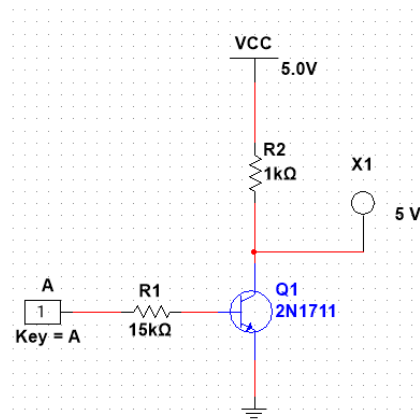 VCC
5.0V
R2
1kΩ
X1
5 V
A
1
Key = A
R1
15kΩ
Q1
2N1711